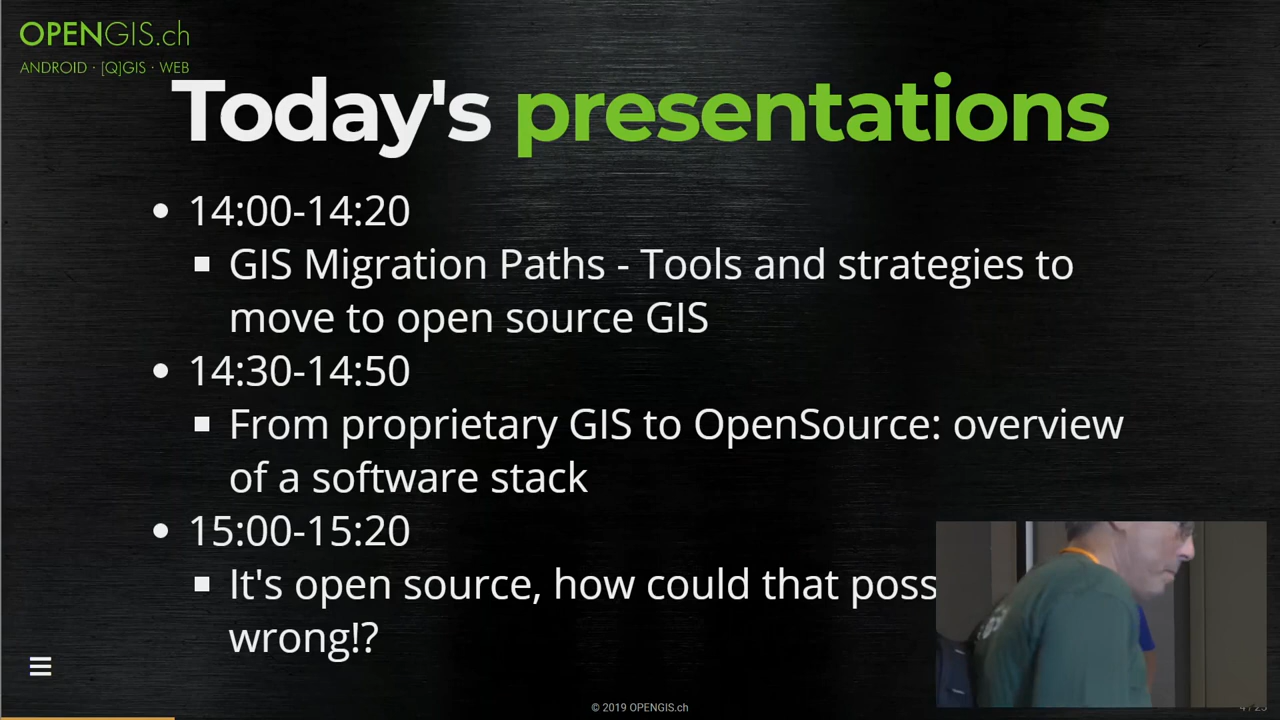 OPENGIS.ch
ANDROID · [Q]GIS · WEB
Today's presentations
14:00-14:20
GIS Migration Paths - Tools and strategies to
move to open source GIS
14:30-14:50
From proprietary GIS to OpenSource: overview
of a software stack
15:00-15:20
It's open source, how could that poss
wrong!?
© 2019 OPENGIS.ch